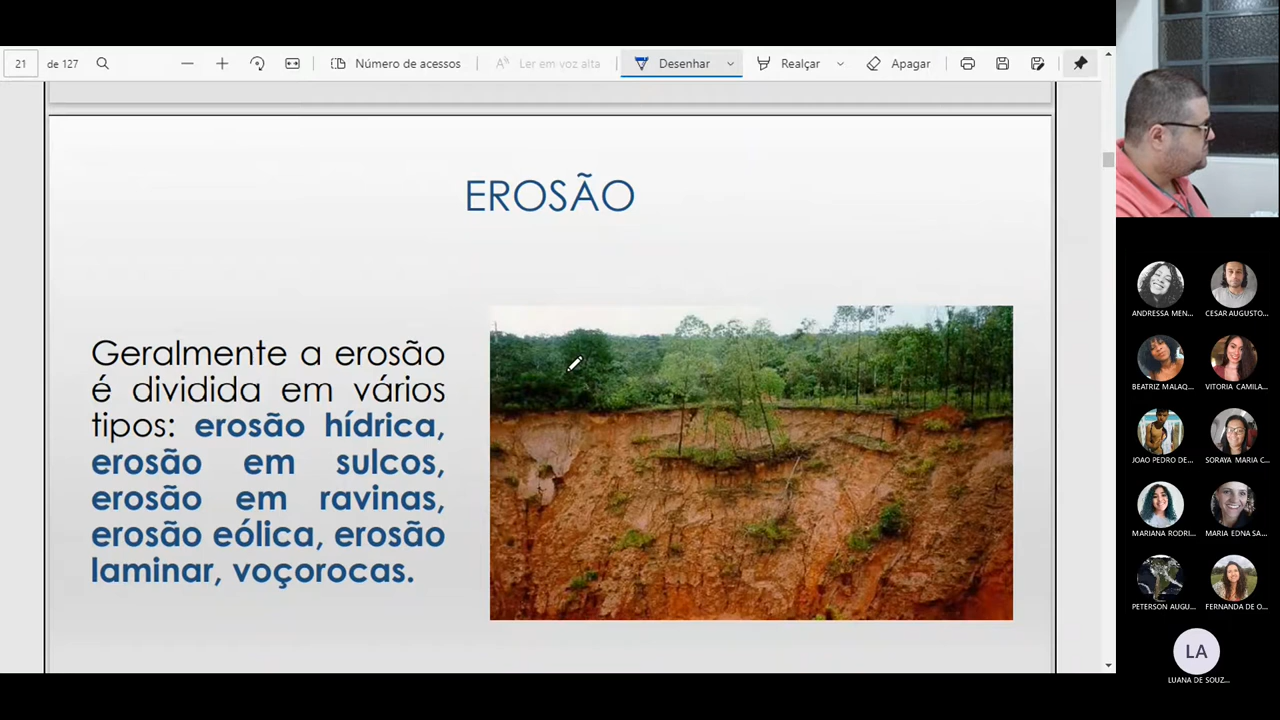 21 de 127
Número de acessos
Ler em voz alta
Desenhar
Realçar
Apagar
EROSÃO
Geralmente a erosão
é dividida em vários
tipos: erosão hídrica,
erosão em sulcos,
erosão em ravinas,
erosão eólica, erosão
laminar, voçorocas.
ANDRESSA MEN...
CESAR AUGUSTO...
BEATRIZ MALAQ...
VITORIA CAMILA...
JOAO PEDRO DE...
SORAYA MARIA C...
MARIANA RODRI...
MARIA EDNA SA...
PETERSON AUGU...
FERNANDA DE O...
LA
LUANA DE SOUZ...